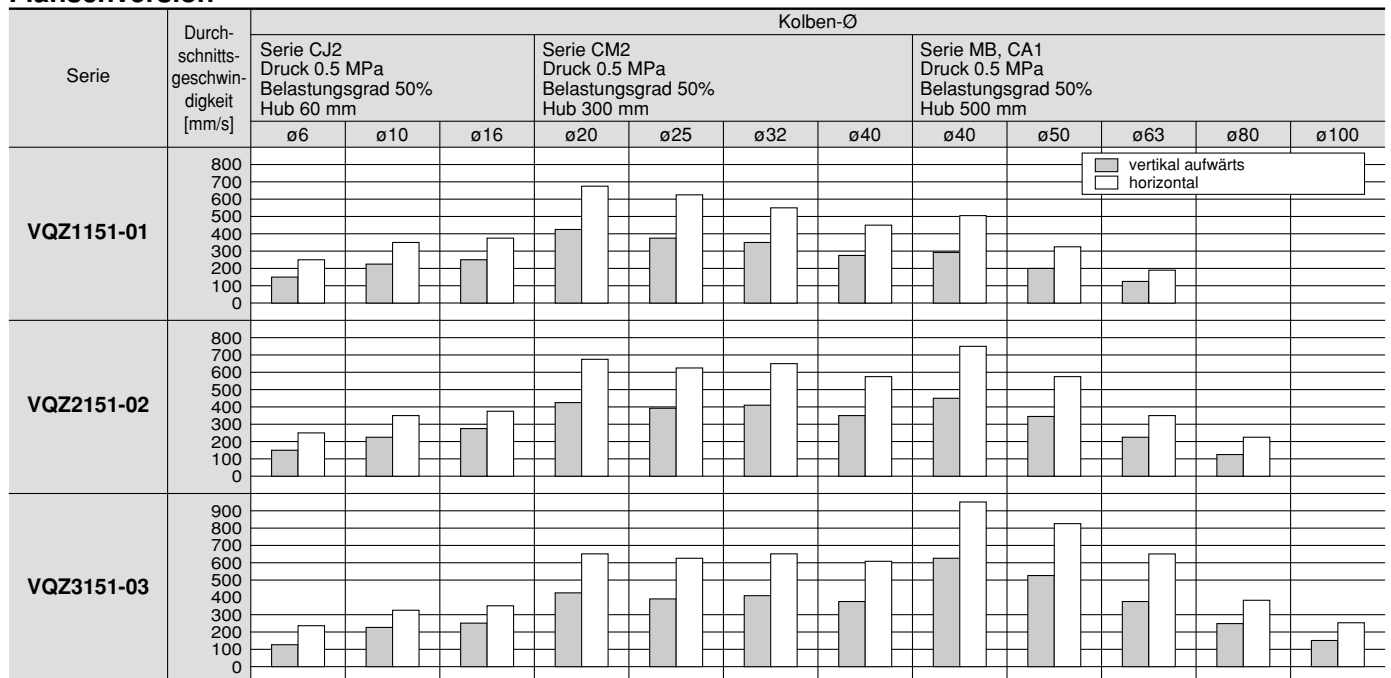 Serie
Durch-
schnitts-
geschwin-
digkeit
[mm/s]
Kolben-Ø
Serie CJ2
Druck 0.5 MPa
Belastungsgrad 50%
Hub 60 mm
Serie CM2
Druck 0.5 MPa
Belastungsgrad 50%
Hub 300 mm
Serie MB, CA1
Druck 0.5 MPa
Belastungsgrad 50%
Hub 500 mm
ø6 ø10 ø16 ø20 ø25 ø32 ø40 ø40 ø50 ø63 ø80 ø100
vertikal aufwärts
horizontal
VQZ1151-01
800
700
600
500
400
300
200
100
0
VQZ2151-02
800
700
600
500
400
300
200
100
0
VQZ3151-03
900
800
700
600
500
400
300
200
100
0